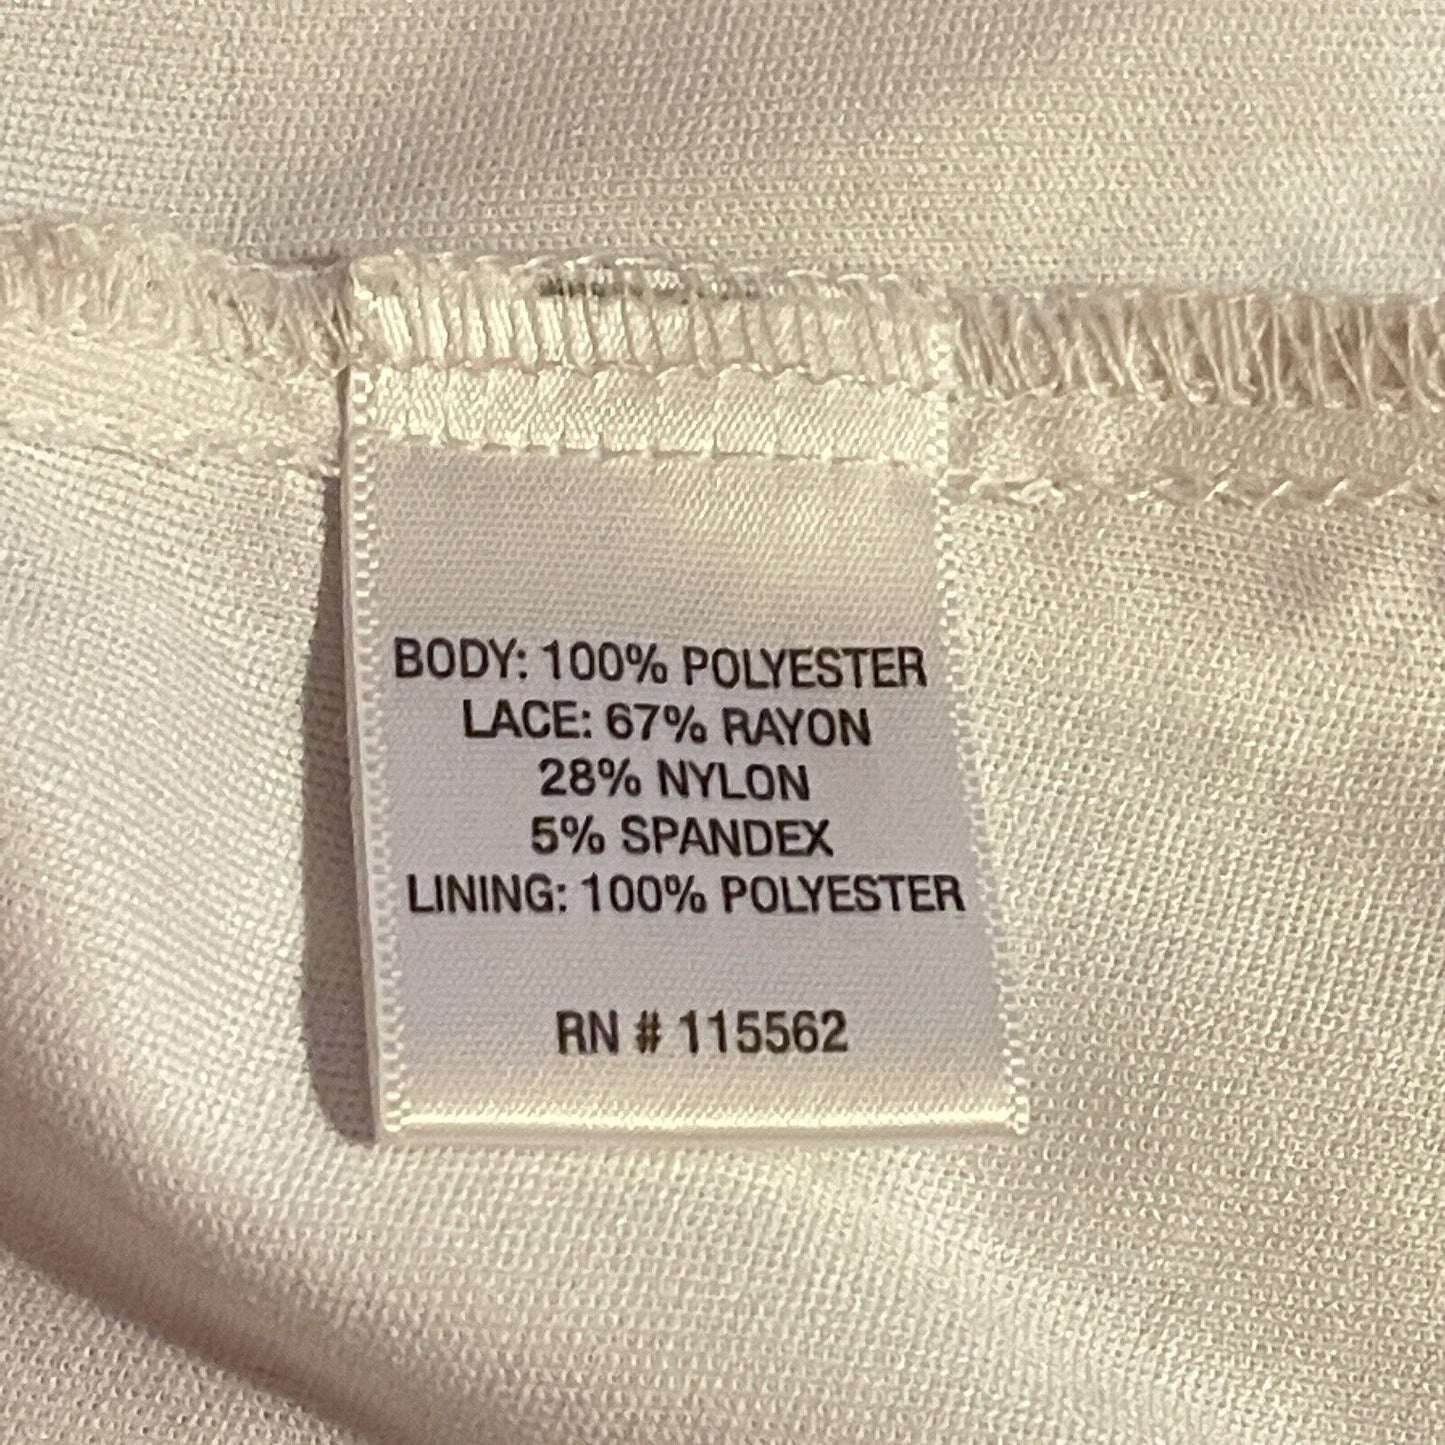 BODY: 100% POLYESTER
LACE: 67% RAYON
28% NYLON
5% SPANDEX
LINING: 100% POLYESTER
RN # 115562